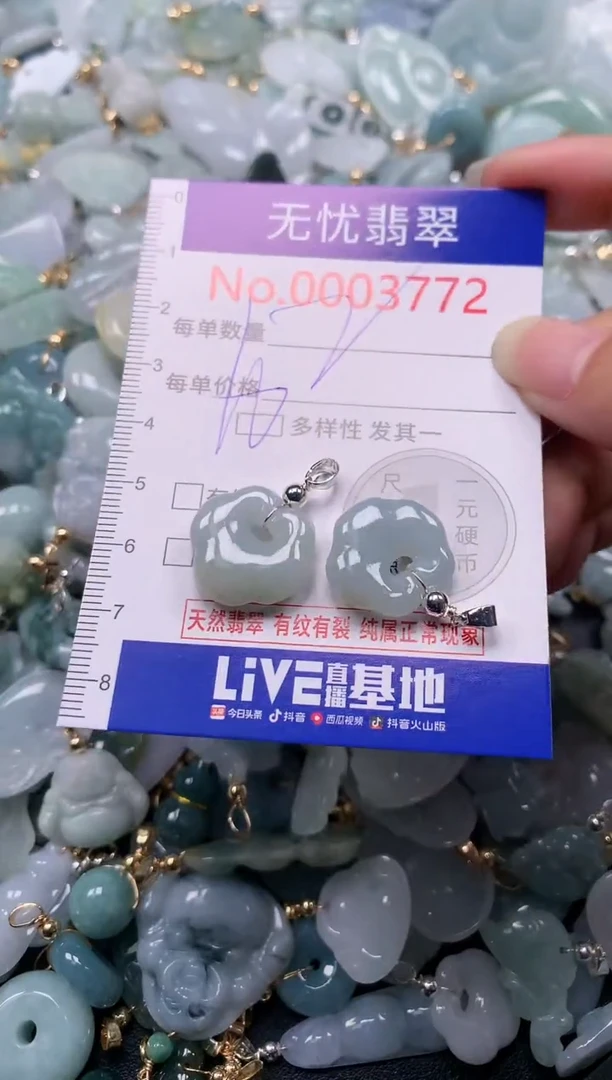 role
0
无忧翡翠
No.0003772
1
2
每单数量
3
每单价格
4
多样性 发其一
5
尺
一元硬币
6
天然翡翠 有纹有裂 纯属正常现象
7
8
LiVE直播基地
今日头条 抖音 西瓜视频 抖音火山版